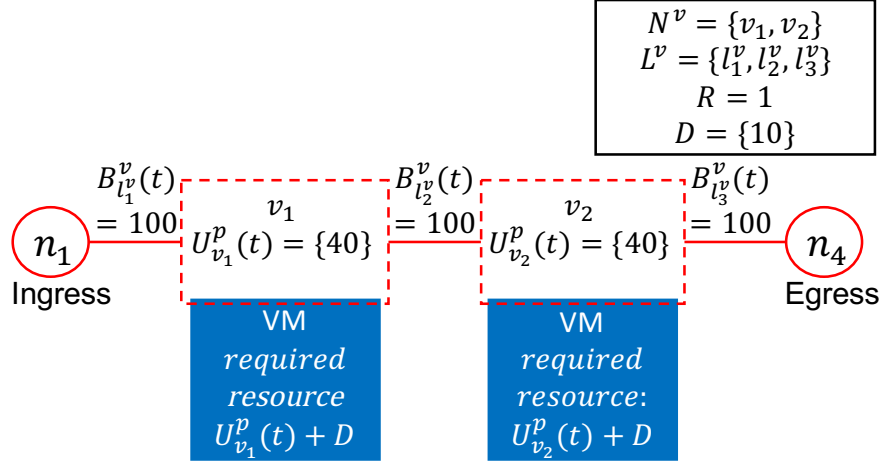 N^v = {v_1, v_2}
L^v = {l_1^v, l_2^v, l_3^v}
R = 1
D = {10}
B_{l_1^v}^v(t) = 100
B_{l_2^v}^v(t) = 100
B_{l_3^v}^v(t) = 100
n_1
Ingress
v_1
U_{v_1}^p(t) = {40}
v_2
U_{v_2}^p(t) = {40}
n_4
Egress
VM
required
resource
U_{v_1}^p(t) + D
VM
required
resource:
U_{v_2}^p(t) + D